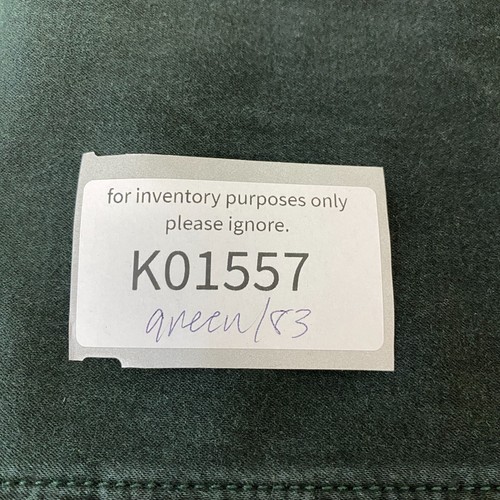 for inventory purposes only
please ignore.
K01557
green/83